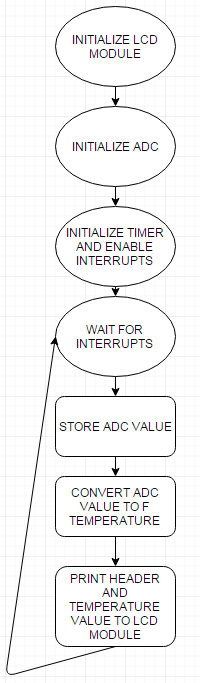 INITIALIZE LCD
MODULE
INITIALIZE ADC
INITIALIZE TIMER
AND ENABLE
INTERRUPTS
WAIT FOR
INTERRUPTS
STORE ADC VALUE
CONVERT ADC
VALUE TO F
TEMPERATURE
PRINT HEADER
AND
TEMPERATURE
VALUE TO LCD
MODULE